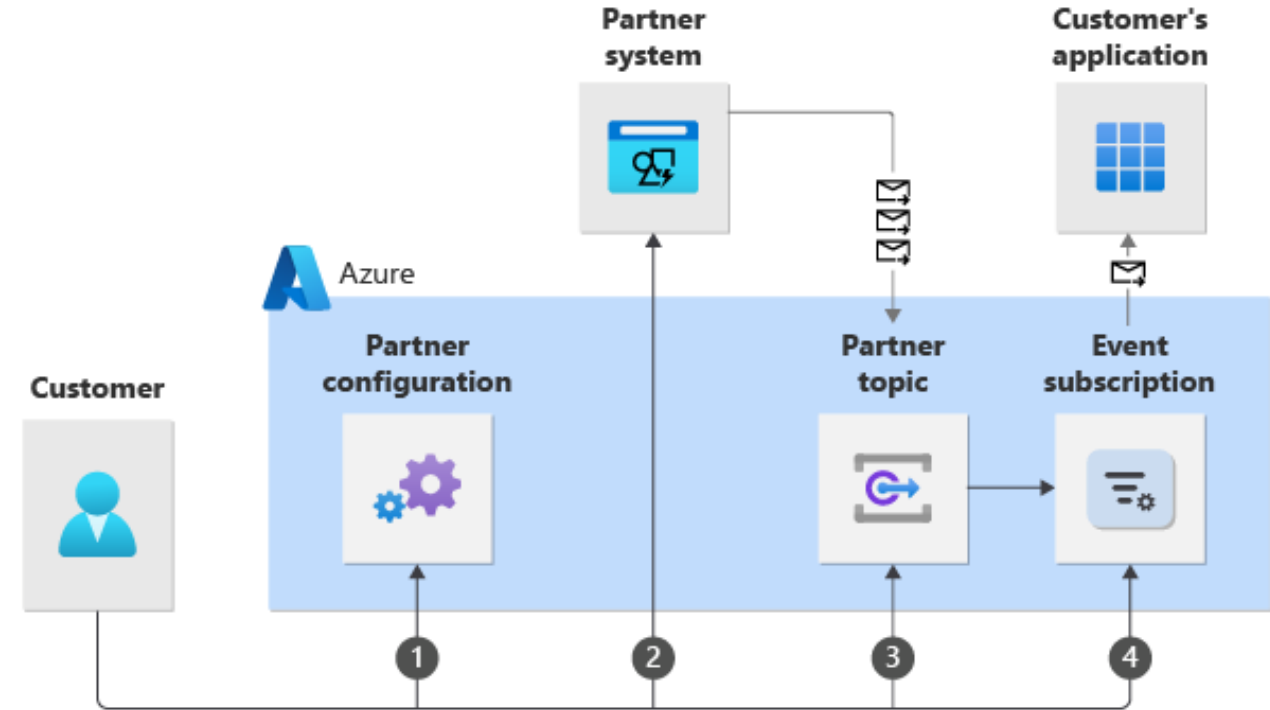 Partner
system
Customer's
application
Azure
Partner
configuration
Partner
topic
Event
subscription
Customer
1
2
3
4